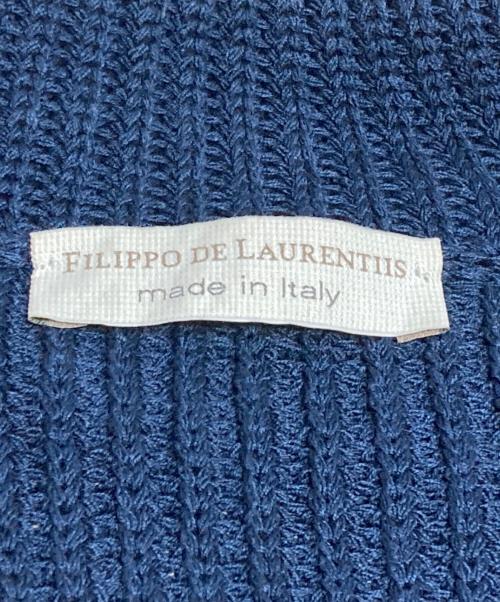 FILIPPO DE LAURENTIIS
made in Italy